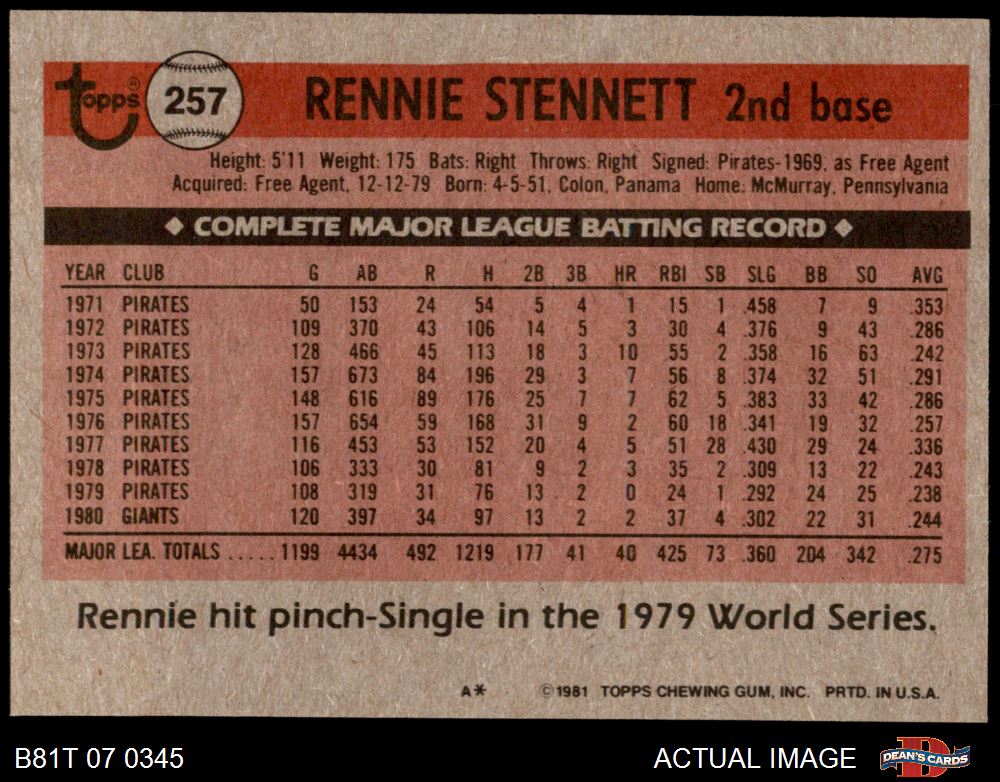 topps® 257 RENNIE STENNETT 2nd base
Height: 5'11 Weight: 175 Bats: Right Throws: Right Signed: Pirates-1969, as Free Agent
Acquired: Free Agent, 12-12-79 Born: 4-5-51, Colon, Panama Home: McMurray, Pennsylvania
◆ COMPLETE MAJOR LEAGUE BATTING RECORD ◆
YEAR CLUB G AB R H 2B 3B HR RBI SB SLG BB SO AVG
1971 PIRATES 50 153 24 54 5 4 1 15 1 .458 7 9 .353
1972 PIRATES 109 370 43 106 14 5 3 30 4 .376 9 43 .286
1973 PIRATES 128 466 45 113 18 3 10 55 2 .358 16 63 .242
1974 PIRATES 157 673 84 196 29 3 7 56 8 .374 32 51 .291
1975 PIRATES 148 616 89 176 25 7 7 62 5 .383 33 42 .286
1976 PIRATES 157 654 59 168 31 9 2 60 18 .341 19 32 .257
1977 PIRATES 116 453 53 152 20 4 5 51 28 .430 29 24 .336
1978 PIRATES 106 333 30 81 9 2 3 35 2 .309 13 22 .243
1979 PIRATES 108 319 31 76 13 2 0 24 1 .292 24 25 .238
1980 GIANTS 120 397 34 97 13 2 2 37 4 .302 22 31 .244
MAJOR LEA. TOTALS ..... 1199 4434 492 1219 177 41 40 425 73 .360 204 342 .275
Rennie hit pinch-Single in the 1979 World Series.
A* ©1981 TOPPS CHEWING GUM, INC. PRTD. IN U.S.A.
B81T 07 0345 ACTUAL IMAGE DEAN'S CARDS